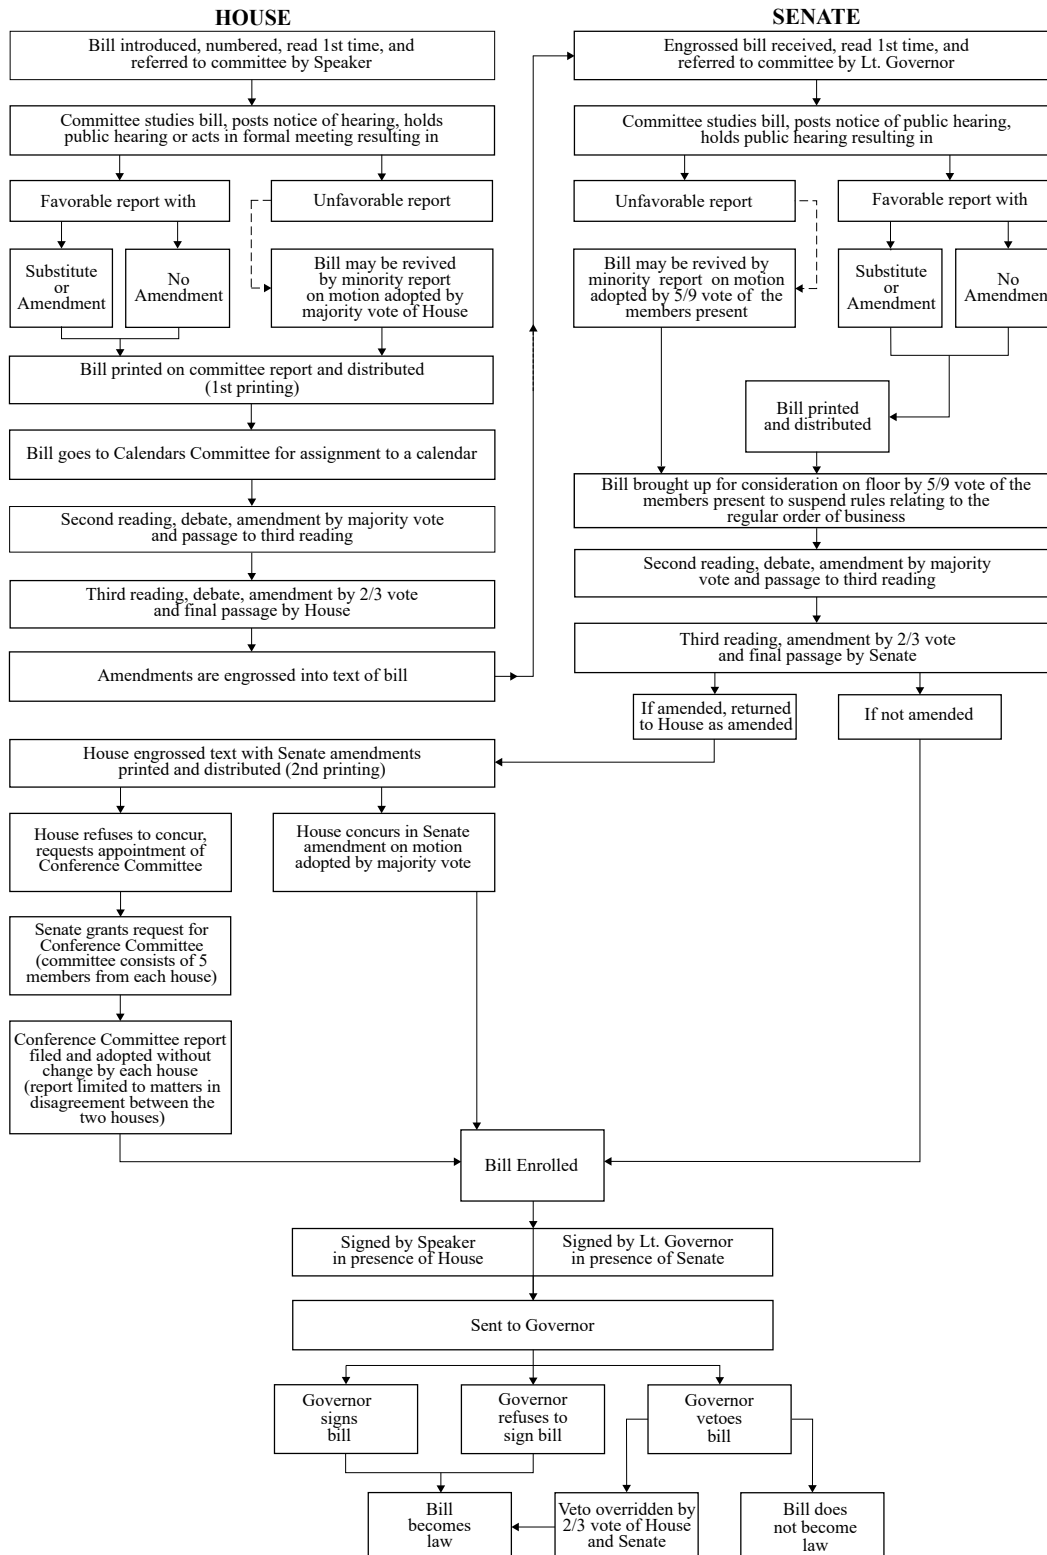 HOUSE
Bill introduced, numbered, read 1st time, and
referred to committee by Speaker
Committee studies bill, posts notice of hearing, holds
public hearing or acts in formal meeting resulting in
Favorable report with
Unfavorable report
Substitute
or
Amendment
No
Amendment
Bill may be revived
by minority report
on motion adopted by
majority vote of House
Bill printed on committee report and distributed
(1st printing)
Bill goes to Calendars Committee for assignment to a calendar
Second reading, debate, amendment by majority vote
and passage to third reading
Third reading, debate, amendment by 2/3 vote
and final passage by House
Amendments are engrossed into text of bill
SENATE
Engrossed bill received, read 1st time, and
referred to committee by Lt. Governor
Committee studies bill, posts notice of public hearing,
holds public hearing resulting in
Unfavorable report
Favorable report with
Bill may be revived by
minority report on motion
adopted by 5/9 vote of the
members present
Substitute
or
Amendment
No
Amendment
Bill printed
and distributed
Bill brought up for consideration on floor by 5/9 vote of the
members present to suspend rules relating to the
regular order of business
Second reading, debate, amendment by majority
vote and passage to third reading
Third reading, amendment by 2/3 vote
and final passage by Senate
If amended, returned
to House as amended
If not amended
House engrossed text with Senate amendments
printed and distributed (2nd printing)
House refuses to concur,
requests appointment of
Conference Committee
House concurs in Senate
amendment on motion
adopted by majority vote
Senate grants request for
Conference Committee
(committee consists of 5
members from each house)
Conference Committee report
filed and adopted without
change by each house
(report limited to matters in
disagreement between the
two houses)
Bill Enrolled
Signed by Speaker
in presence of House
Signed by Lt. Governor
in presence of Senate
Sent to Governor
Governor
signs
bill
Governor
refuses to
sign bill
Governor
vetoes
bill
Bill
becomes
law
Veto overridden by
2/3 vote of House
and Senate
Bill does
not become
law